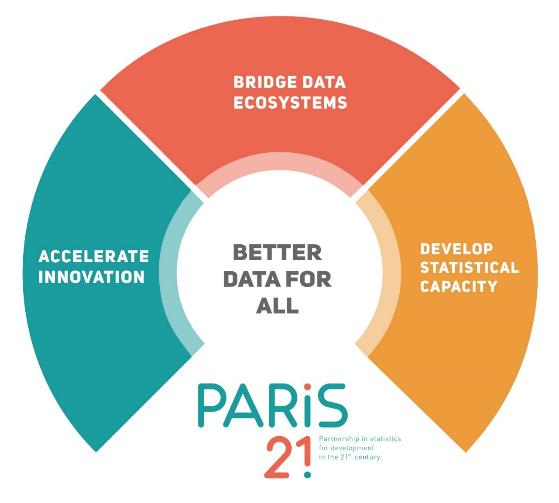 BRIDGE DATA
ECOSYSTEMS
ACCELERATE
INNOVATION
BETTER
DATA FOR
ALL
DEVELOP
STATISTICAL
CAPACITY
PARiS
21
Partnership in statistics
for development
in the 21st century